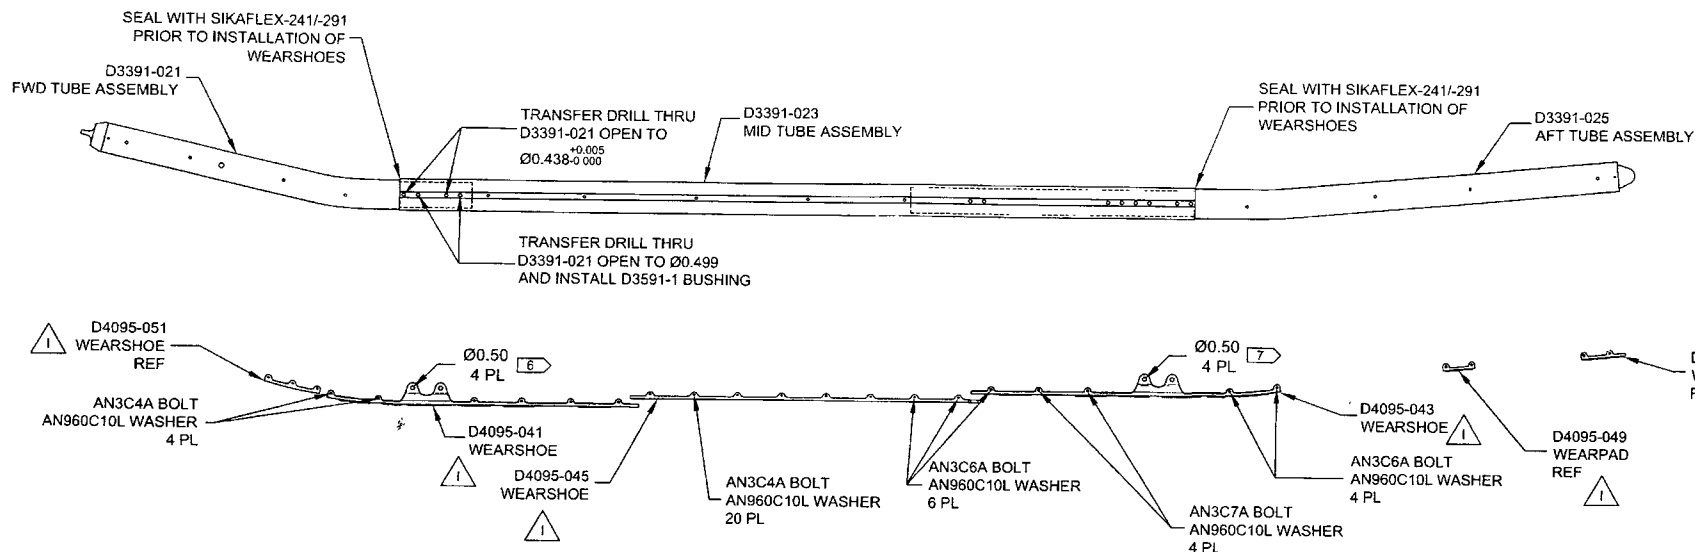 SEAL WITH SIKAFLEX-241/-291
PRIOR TO INSTALLATION OF
WEARSHOES
D3391-021
FWD TUBE ASSEMBLY
TRANSFER DRILL THRU
D3391-021 OPEN TO
Ø0.438+0.005-0.000
D3391-023
MID TUBE ASSEMBLY
SEAL WITH SIKAFLEX-241/-291
PRIOR TO INSTALLATION OF
WEARSHOES
D3391-025
AFT TUBE ASSEMBLY
TRANSFER DRILL THRU
D3391-021 OPEN TO Ø0.499
AND INSTALL D3591-1 BUSHING
1
D4095-051
WEARSHOE
REF
Ø0.50
4 PL
6
Ø0.50
4 PL
7
AN3C4A BOLT
AN960C10L WASHER
4 PL
D4095-041
WEARSHOE
1
D4095-045
WEARSHOE
1
AN3C4A BOLT
AN960C10L WASHER
20 PL
AN3C6A BOLT
AN960C10L WASHER
6 PL
AN3C7A BOLT
AN960C10L WASHER
4 PL
AN3C6A BOLT
AN960C10L WASHER
4 PL
D4095-043
WEARSHOE
1
D4095-049
WEARPAD
REF
1